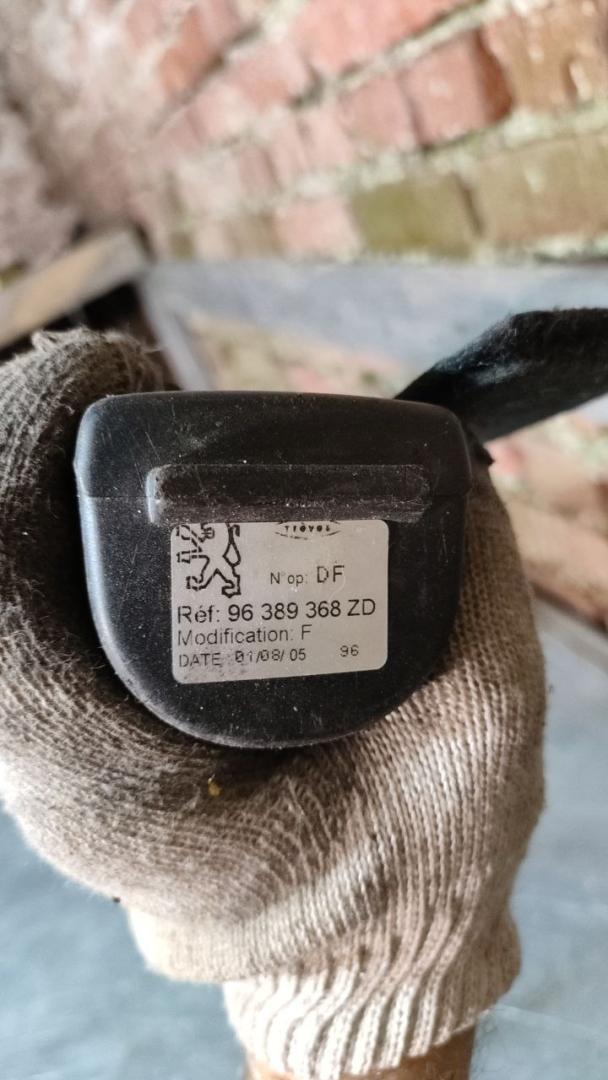 N°op: DF
Réf: 96 389 368 ZD
Modification: F
DATE 01/08/05 96